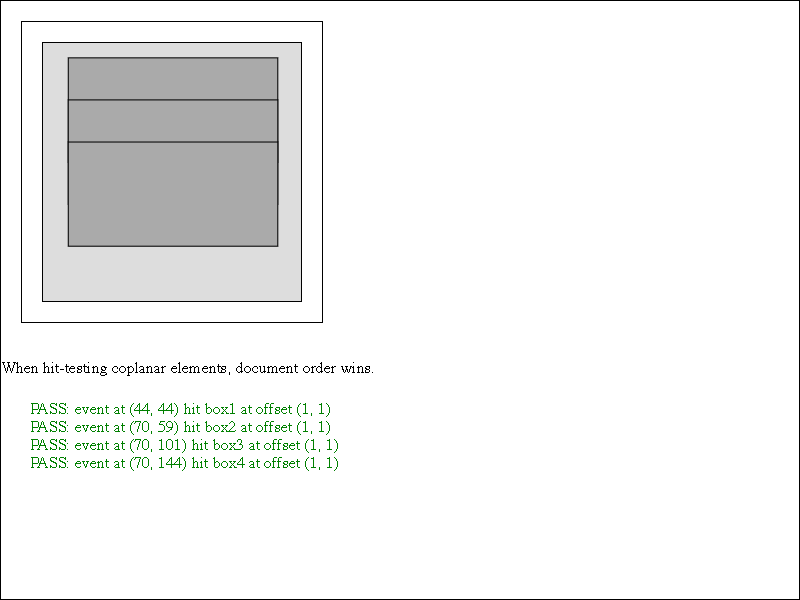 When hit-testing coplanar elements, document order wins.
PASS: event at (44, 44) hit box1 at offset (1, 1)
PASS: event at (70, 59) hit box2 at offset (1, 1)
PASS: event at (70, 101) hit box3 at offset (1, 1)
PASS: event at (70, 144) hit box4 at offset (1, 1)